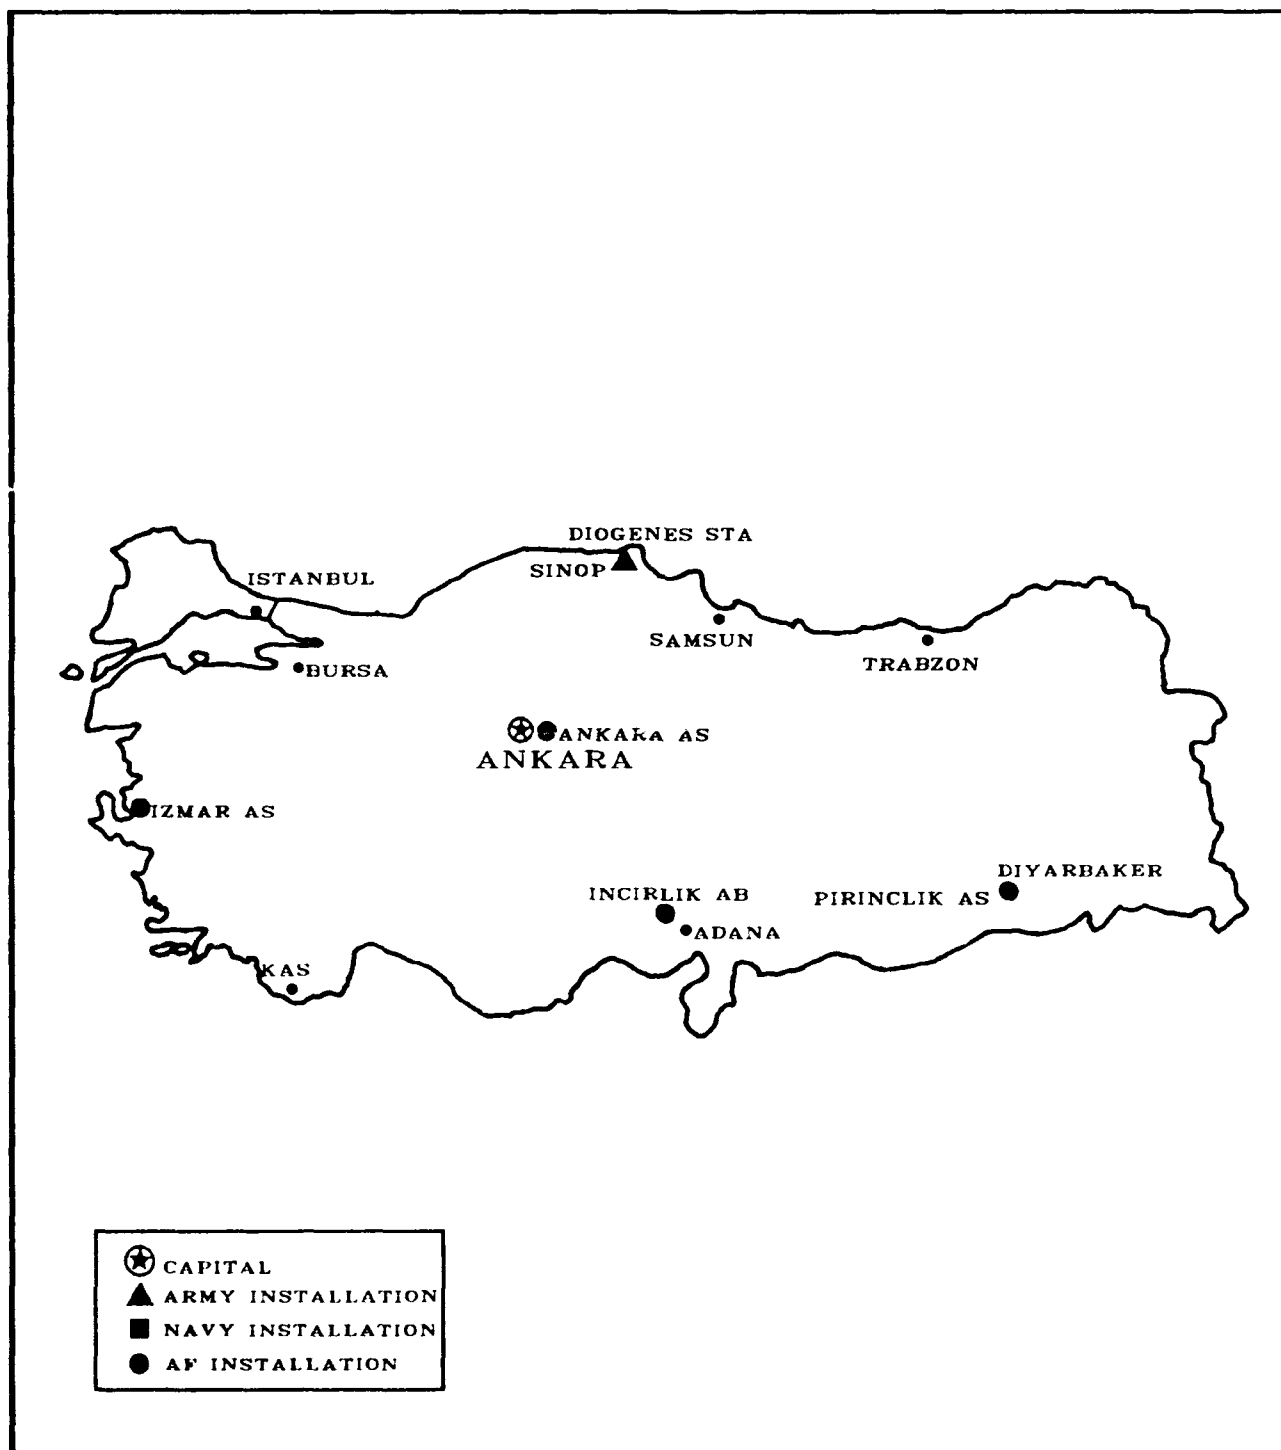 DIOGENES STA
SINOP
ISTANBUL
SAMSUN
TRABZON
BURSA
ANKARA AS
ANKARA
IZMAR AS
DIYARBAKER
INCIRLIK AB
PIRINCLIK AS
ADANA
KAS
CAPITAL
ARMY INSTALLATION
NAVY INSTALLATION
AF INSTALLATION